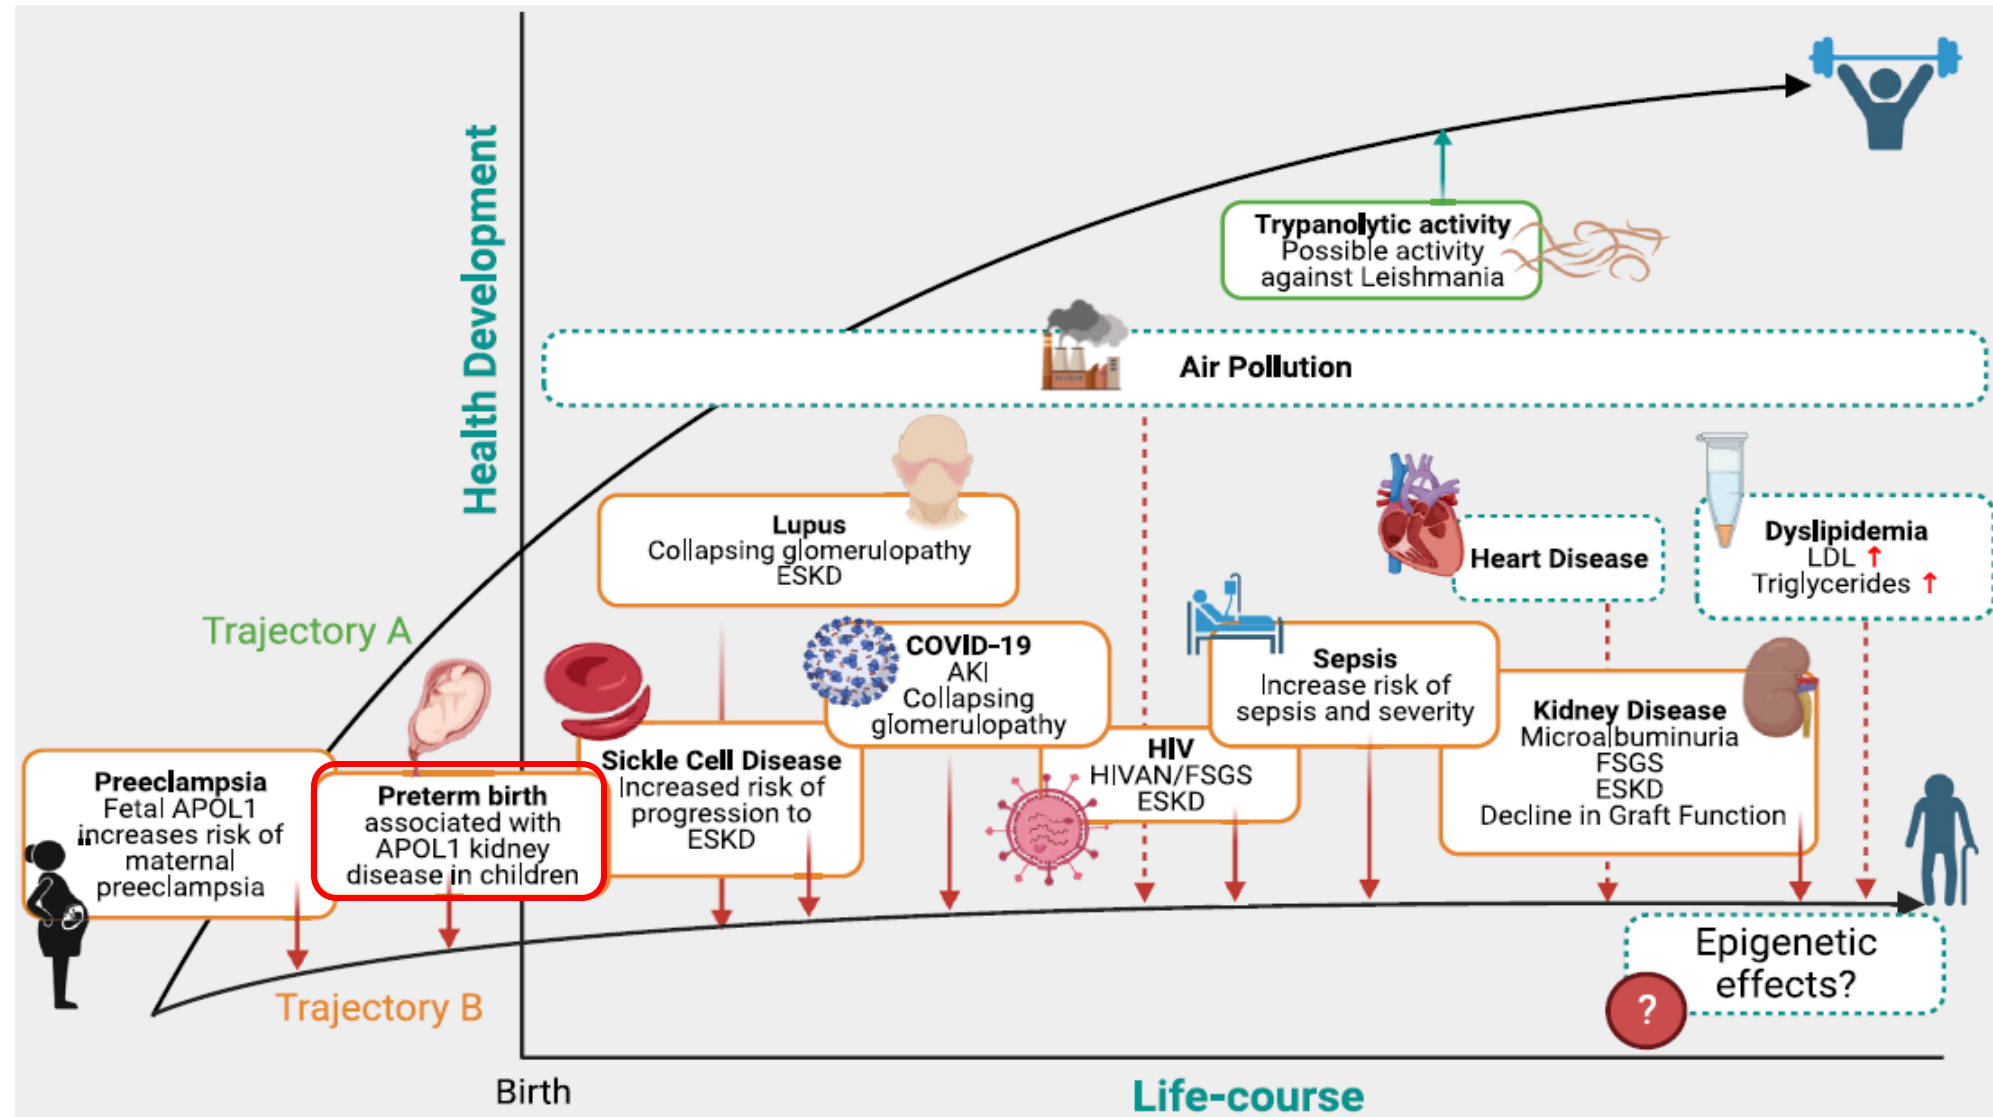 Health Development
Trypanolytic activity
Possible activity
against Leishmania
Air Pollution
Lupus
Collapsing glomerulopathy
ESKD
Heart Disease
Dyslipidemia
LDL ↑
Triglycerides ↑
Trajectory A
COVID-19
AKI
Collapsing
glomerulopathy
Sepsis
Increase risk of
sepsis and severity
Kidney Disease
Microalbuminuria
FSGS
ESKD
Decline in Graft Function
HIV
HIVAN/FSGS
ESKD
Sickle Cell Disease
Increased risk of
progression to
ESKD
Preeclampsia
Fetal APOL1
increases risk of
maternal
preeclampsia
Preterm birth
associated with
APOL1 kidney
disease in children
Trajectory B
Epigenetic
effects?
?
Birth
Life-course